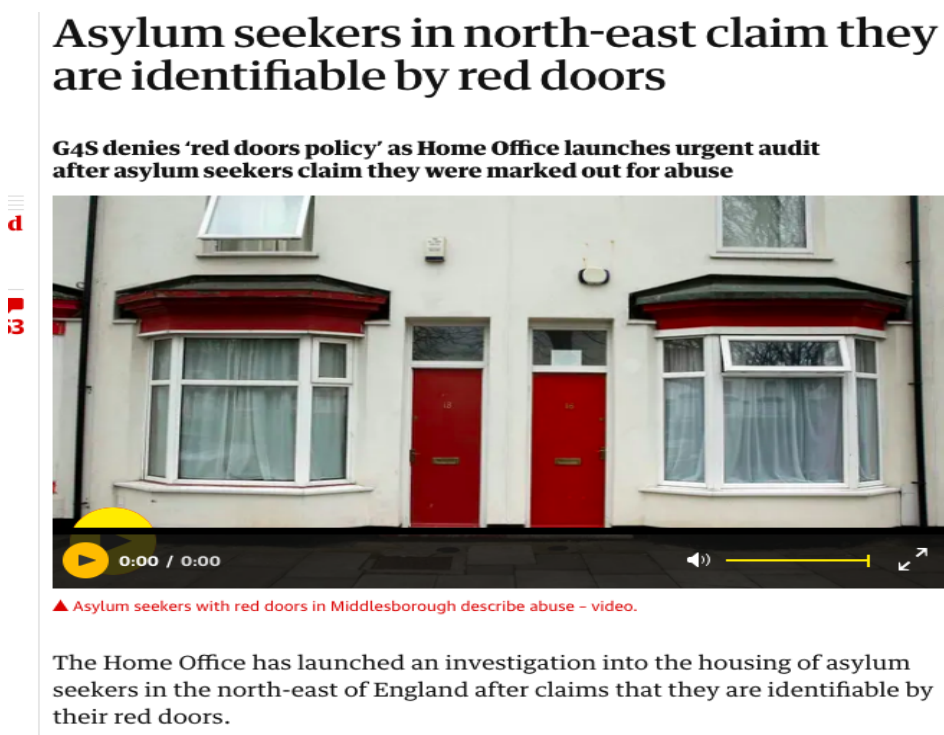 Asylum seekers in north-east claim they
are identifiable by red doors
G4S denies 'red doors policy' as Home Office launches urgent audit
after asylum seekers claim they were marked out for abuse
d
53
0:00 / 0:00
Asylum seekers with red doors in Middlesborough describe abuse – video.
The Home Office has launched an investigation into the housing of asylum
seekers in the north-east of England after claims that they are identifiable by
their red doors.